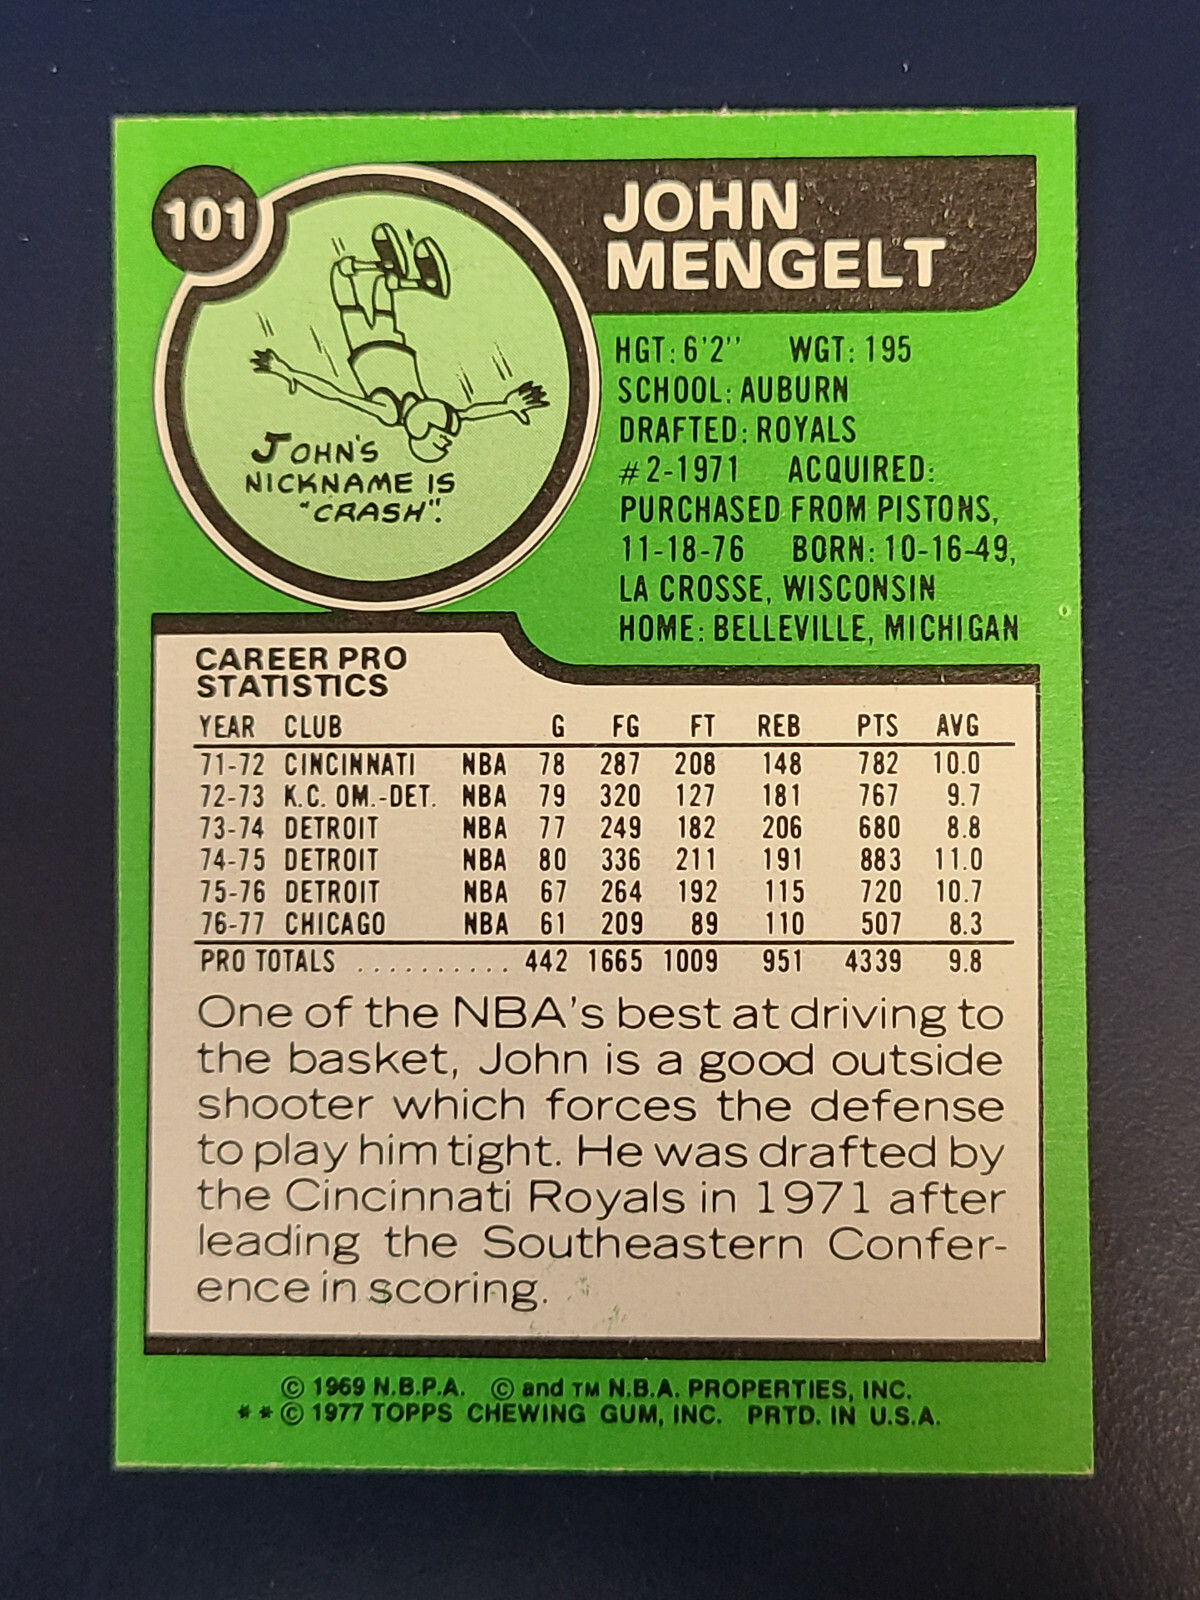 101
JOHN
MENGELT
JOHN'S
NICKNAME IS
"CRASH".
HGT: 6'2'' WGT: 195
SCHOOL: AUBURN
DRAFTED: ROYALS
#2-1971 ACQUIRED:
PURCHASED FROM PISTONS,
11-18-76 BORN: 10-16-49,
LA CROSSE, WISCONSIN
HOME: BELLEVILLE, MICHIGAN
CAREER PRO
STATISTICS
YEAR CLUB G FG FT REB PTS AVG
71-72 CINCINNATI NBA 78 287 208 148 782 10.0
72-73 K.C. OM.-DET. NBA 79 320 127 181 767 9.7
73-74 DETROIT NBA 77 249 182 206 680 8.8
74-75 DETROIT NBA 80 336 211 191 883 11.0
75-76 DETROIT NBA 67 264 192 115 720 10.7
76-77 CHICAGO NBA 61 209 89 110 507 8.3
PRO TOTALS .......... 442 1665 1009 951 4339 9.8
One of the NBA's best at driving to
the basket, John is a good outside
shooter which forces the defense
to play him tight. He was drafted by
the Cincinnati Royals in 1971 after
leading the Southeastern Confer-
ence in scoring.
© 1969 N.B.P.A. © and TM N.B.A. PROPERTIES, INC.
**© 1977 TOPPS CHEWING GUM, INC. PRTD. IN U.S.A.